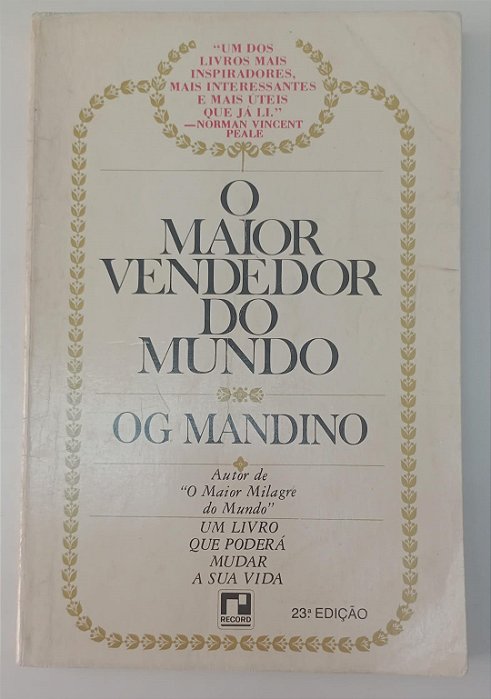 "UM DOS
LIVROS MAIS
INSPIRADORES,
MAIS INTERESSANTES
E MAIS ÚTEIS
QUE JÁ LI."
—NORMAN VINCENT
PEALE
O
MAIOR
VENDEDOR
DO
MUNDO
OG MANDINO
Autor de
"O Maior Milagre
do Mundo"
UM LIVRO
QUE PODERÁ
MUDAR
A SUA VIDA
RECORD
23ª EDIÇÃO